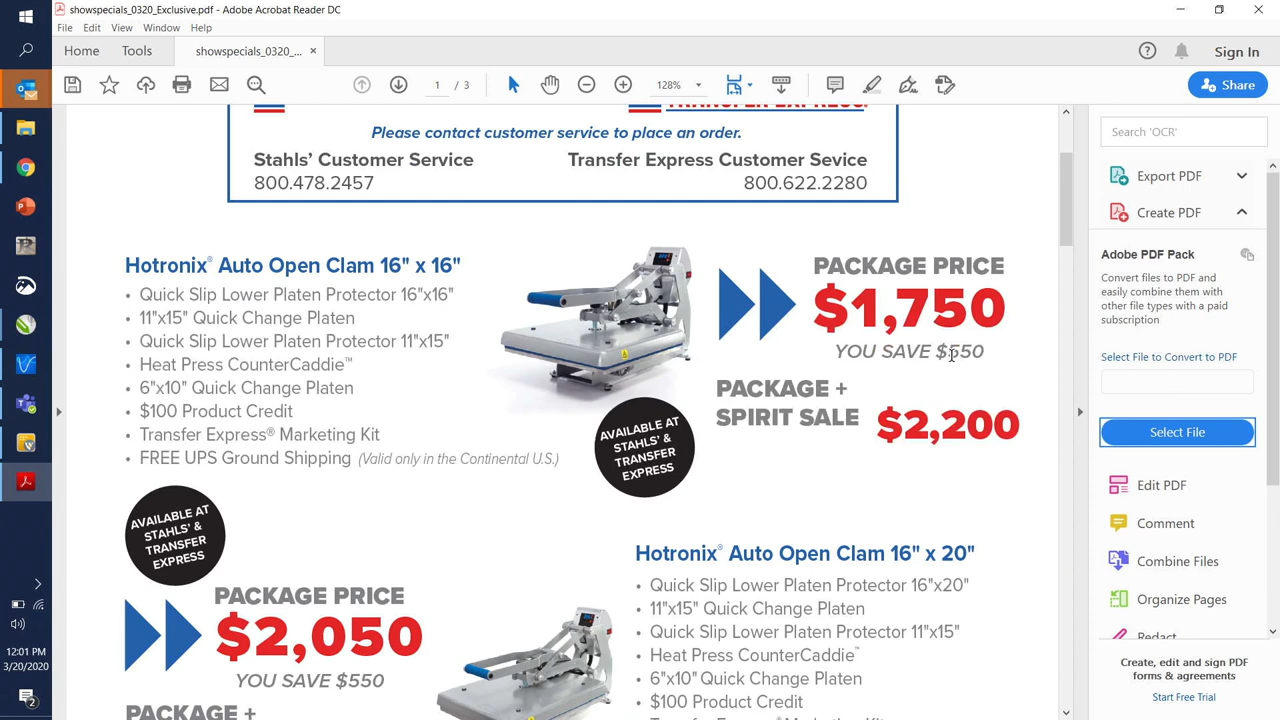 showspecials_0320_Exclusive.pdf - Adobe Acrobat Reader DC
File Edit View Window Help
Home Tools showspecials_0320_... ×
Sign In
1 / 3 128% Share
TRANSFER EXPRESS.
Please contact customer service to place an order.
Stahls' Customer Service
800.478.2457
Transfer Express Customer Sevice
800.622.2280
Hotronix® Auto Open Clam 16" x 16"
• Quick Slip Lower Platen Protector 16"x16"
• 11"x15" Quick Change Platen
• Quick Slip Lower Platen Protector 11"x15"
• Heat Press CounterCaddie™
• 6"x10" Quick Change Platen
• $100 Product Credit
• Transfer Express® Marketing Kit
• FREE UPS Ground Shipping (Valid only in the Continental U.S.)
PACKAGE PRICE
$1,750
YOU SAVE $550
PACKAGE +
SPIRIT SALE $2,200
AVAILABLE AT
STAHLS' &
TRANSFER
EXPRESS
AVAILABLE AT
STAHLS' &
TRANSFER
EXPRESS
PACKAGE PRICE
$2,050
YOU SAVE $550
PACKAGE +
Hotronix® Auto Open Clam 16" x 20"
• Quick Slip Lower Platen Protector 16"x20"
• 11"x15" Quick Change Platen
• Quick Slip Lower Platen Protector 11"x15"
• Heat Press CounterCaddie™
• 6"x10" Quick Change Platen
• $100 Product Credit
• Transfer Express® Marketing Kit
Search 'OCR'
Export PDF
Create PDF
Adobe PDF Pack
Convert files to PDF and
easily combine them with
other file types with a paid
subscription
Select File to Convert to PDF
Select File
Edit PDF
Comment
Combine Files
Organize Pages
Redact
Create, edit and sign PDF
forms & agreements
Start Free Trial
12:01 PM
3/20/2020
2